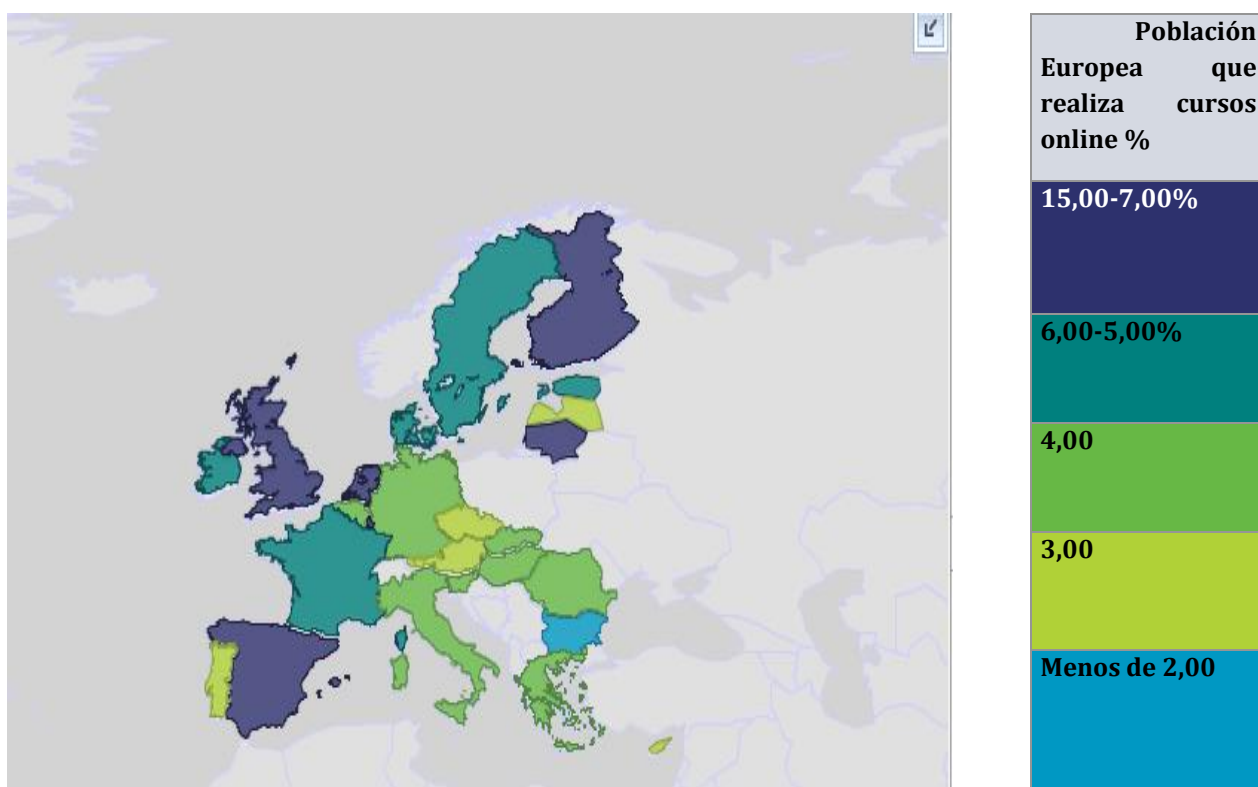 Población
Europea que
realiza cursos
online %
15,00-7,00%
6,00-5,00%
4,00
3,00
Menos de 2,00